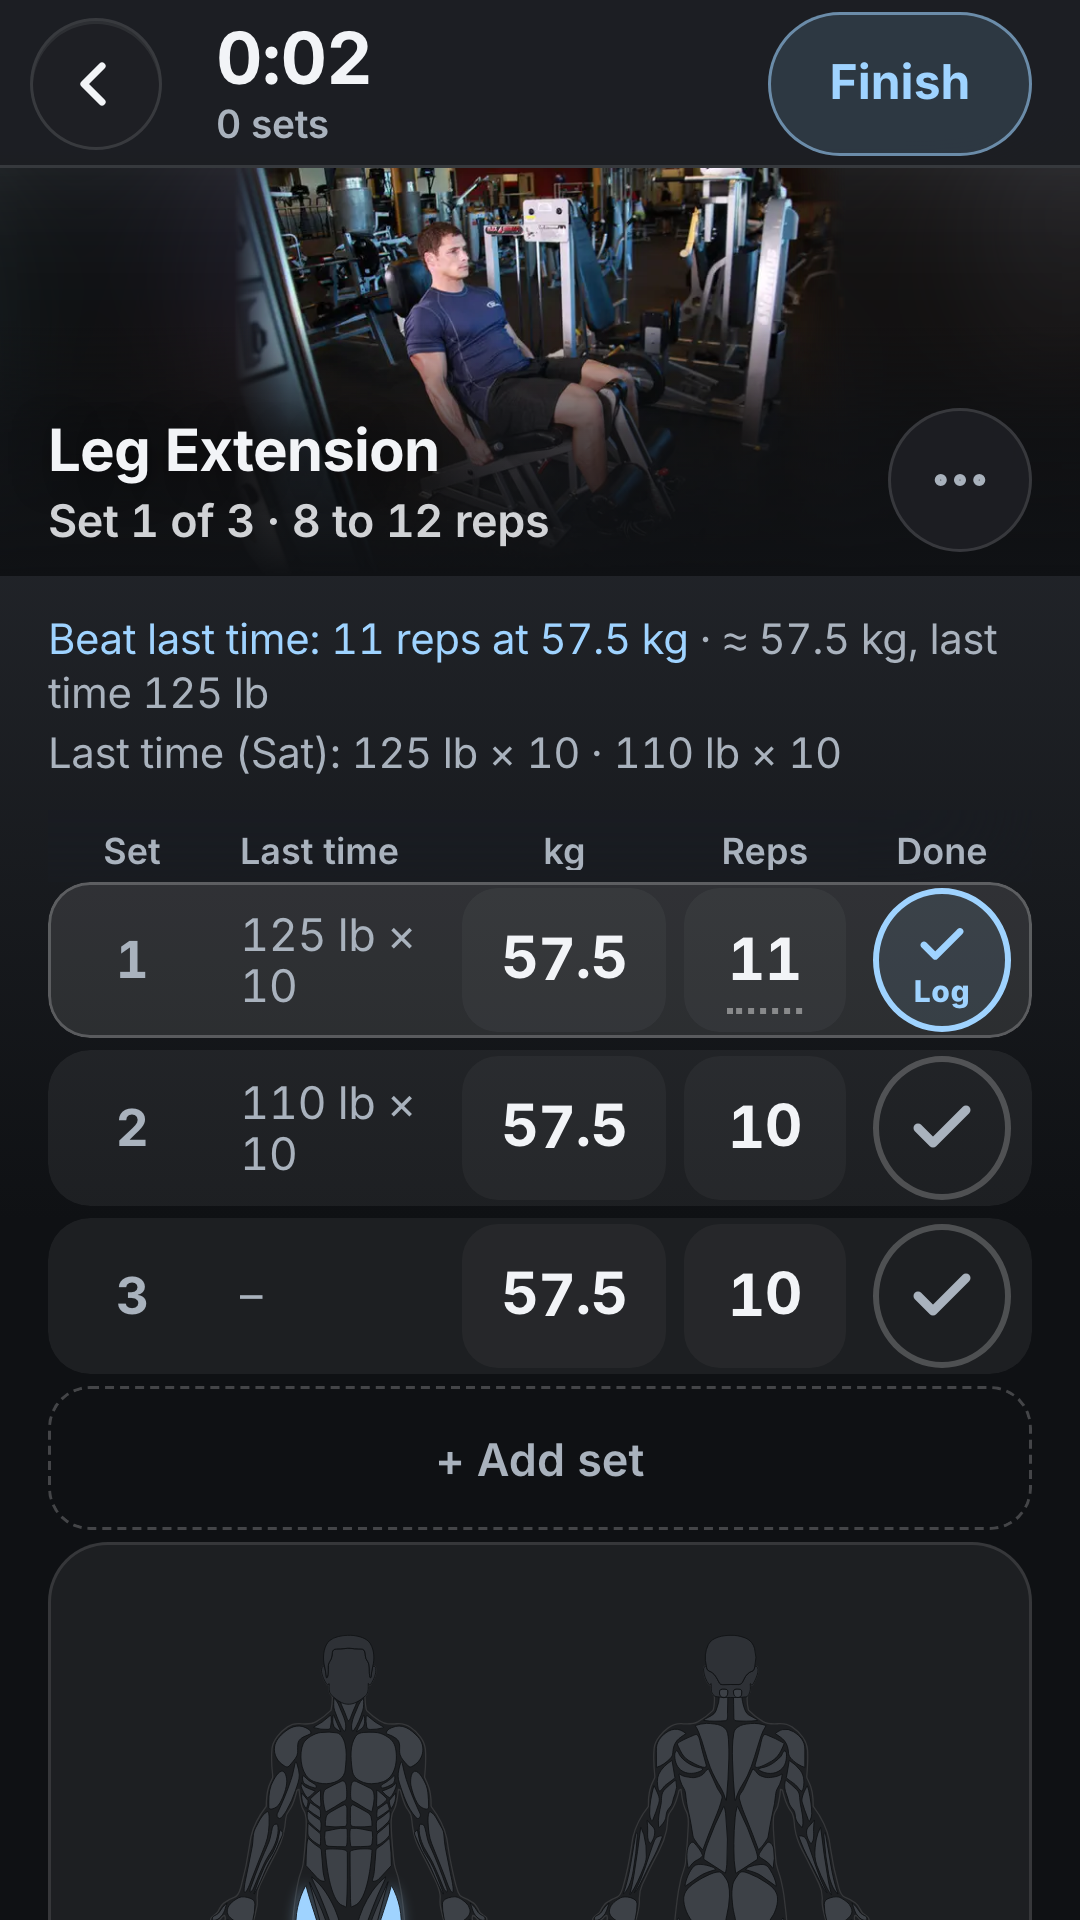 0:02
0 sets
Finish
Leg Extension
Set 1 of 3 · 8 to 12 reps
Beat last time: 11 reps at 57.5 kg · ≈ 57.5 kg, last
time 125 lb
Last time (Sat): 125 lb × 10 · 110 lb × 10
Set Last time kg Reps Done
1 125 lb × 10 57.5 11 Log
2 110 lb × 10 57.5 10
3 – 57.5 10
+ Add set